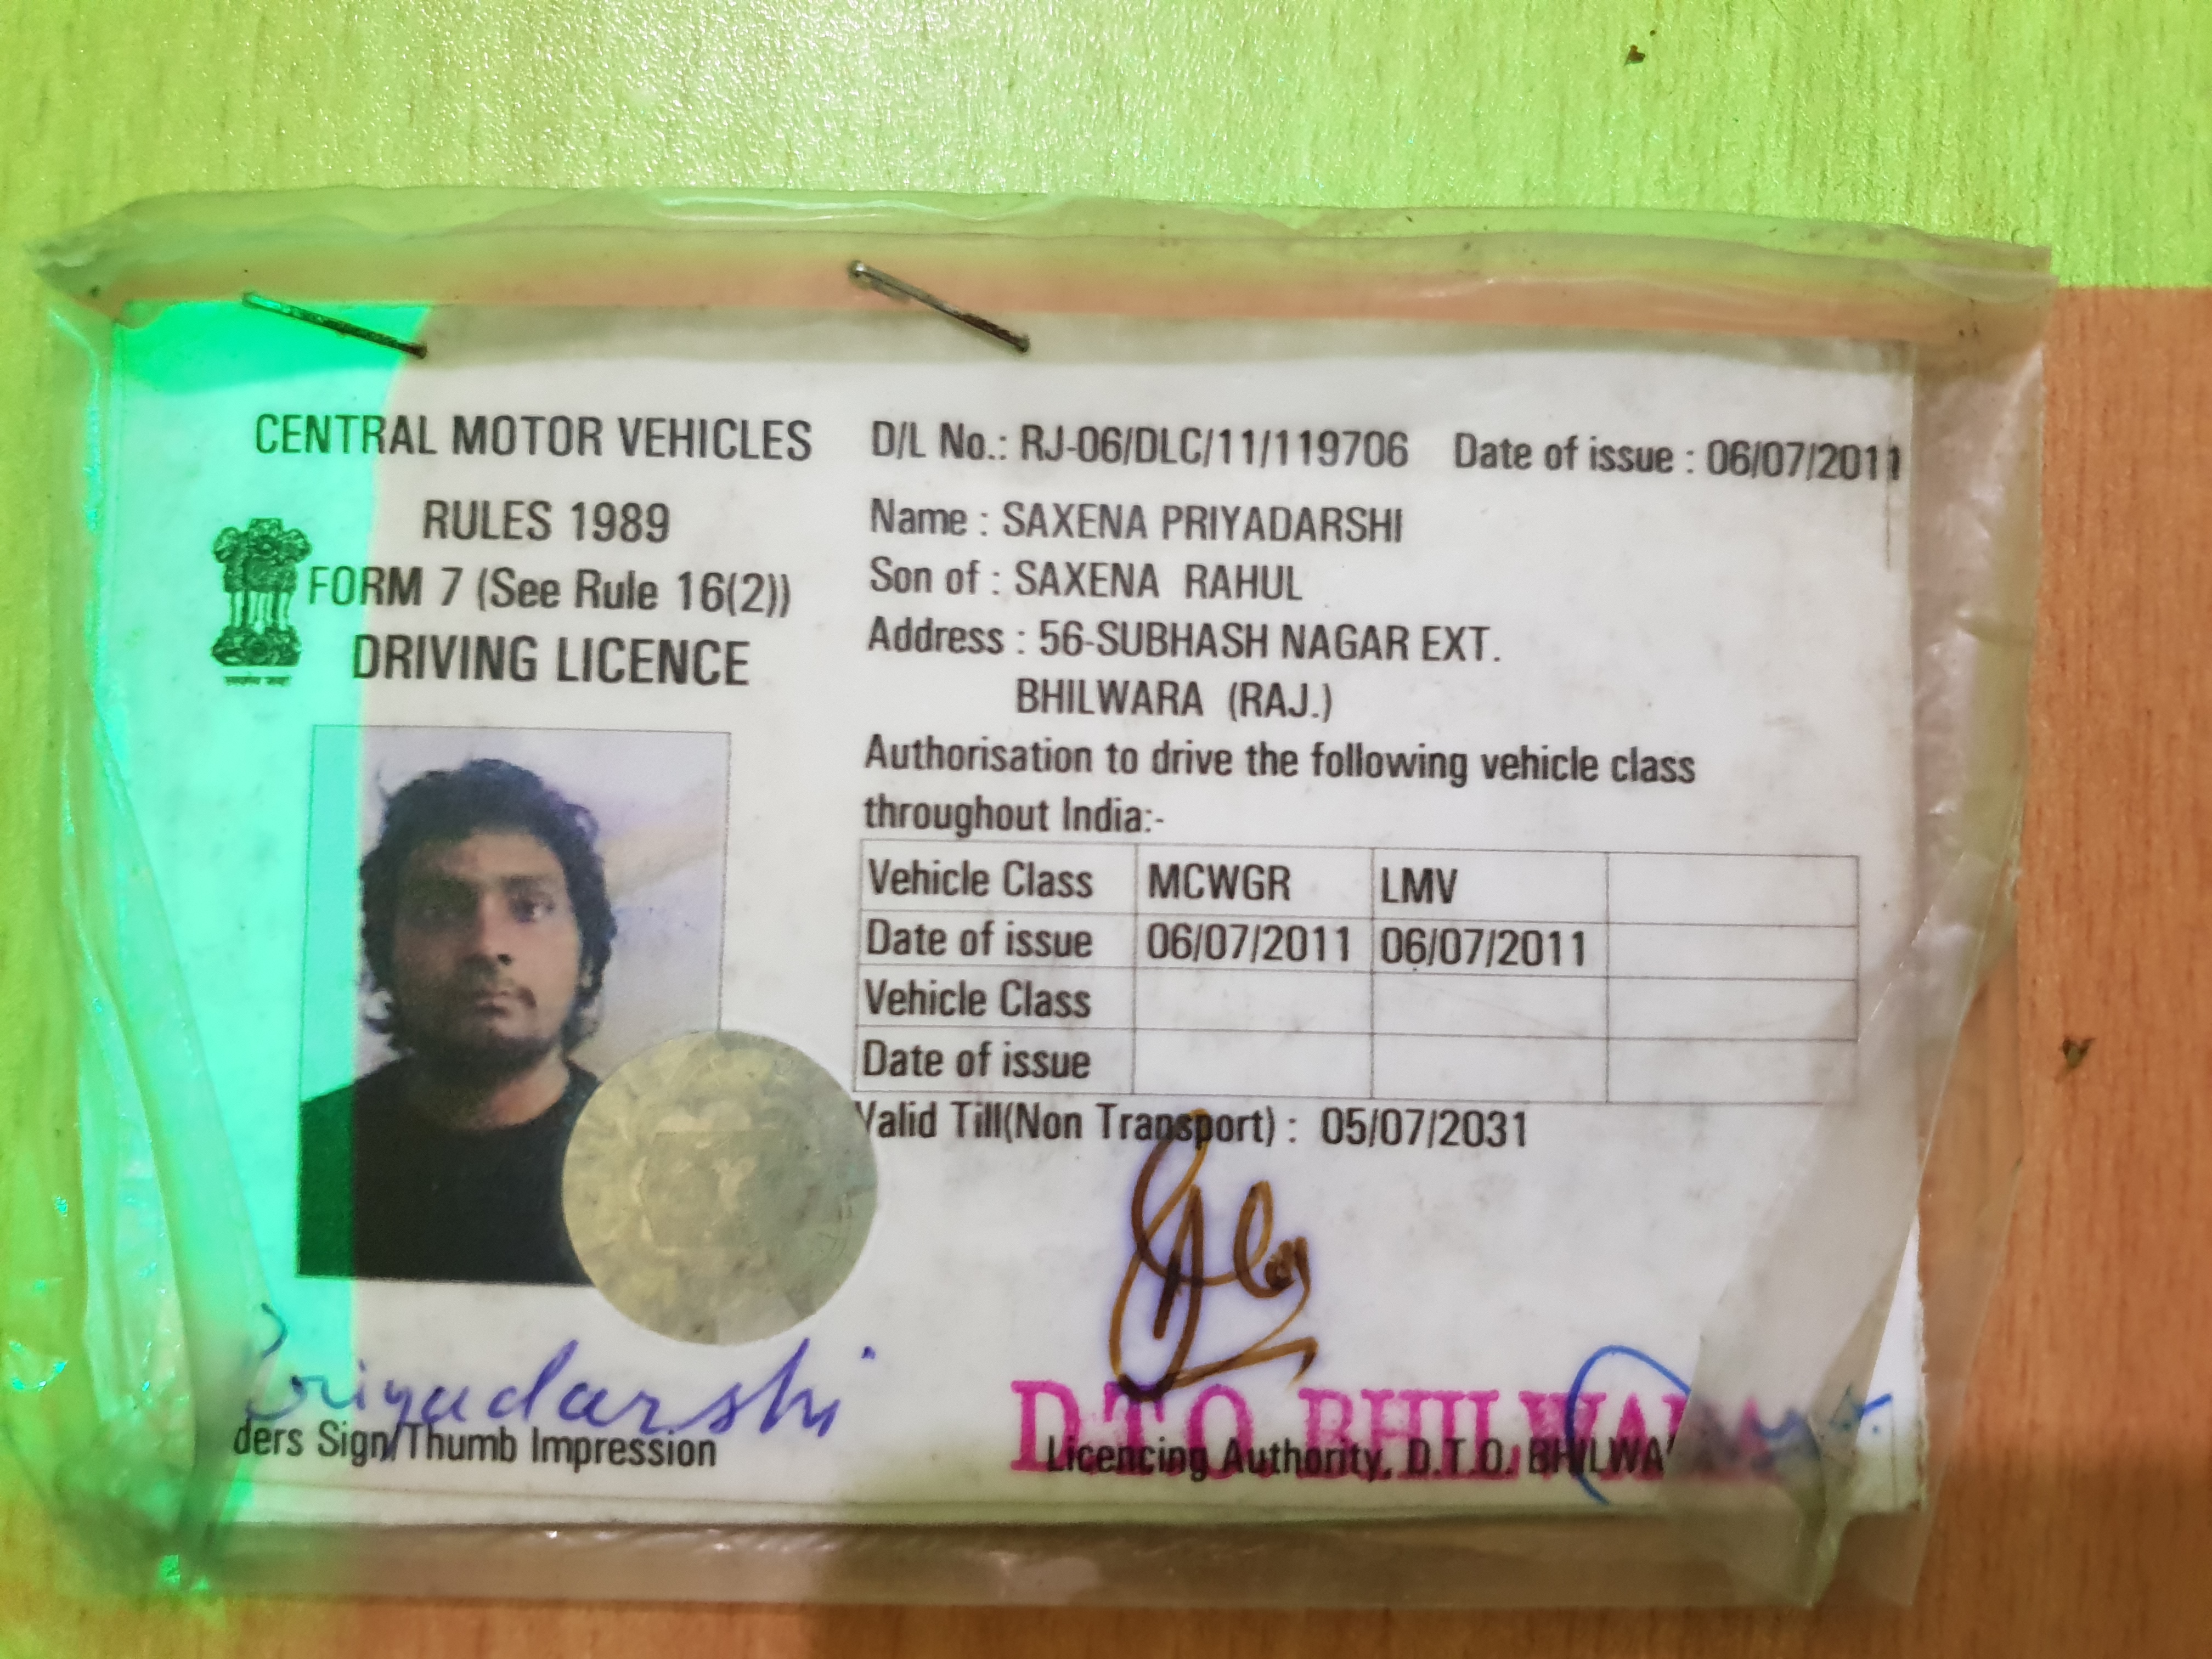 CENTRAL MOTOR VEHICLES
RULES 1989
FORM 7 (See Rule 16(2))
DRIVING LICENCE
D/L No.: RJ-06/DLC/11/119706 Date of issue : 06/07/2011
Name : SAXENA PRIYADARSHI
Son of : SAXENA RAHUL
Address : 56-SUBHASH NAGAR EXT.
BHILWARA (RAJ.)
Authorisation to drive the following vehicle class
throughout India:-
Vehicle Class MCWGR LMV
Date of issue 06/07/2011 06/07/2011
Vehicle Class
Date of issue
Valid Till(Non Transport) : 05/07/2031
Priyadarshi
ders Sign/Thumb Impression
D.T.O. BHILWA
Licencing Authority, D.T.O. BHILWA